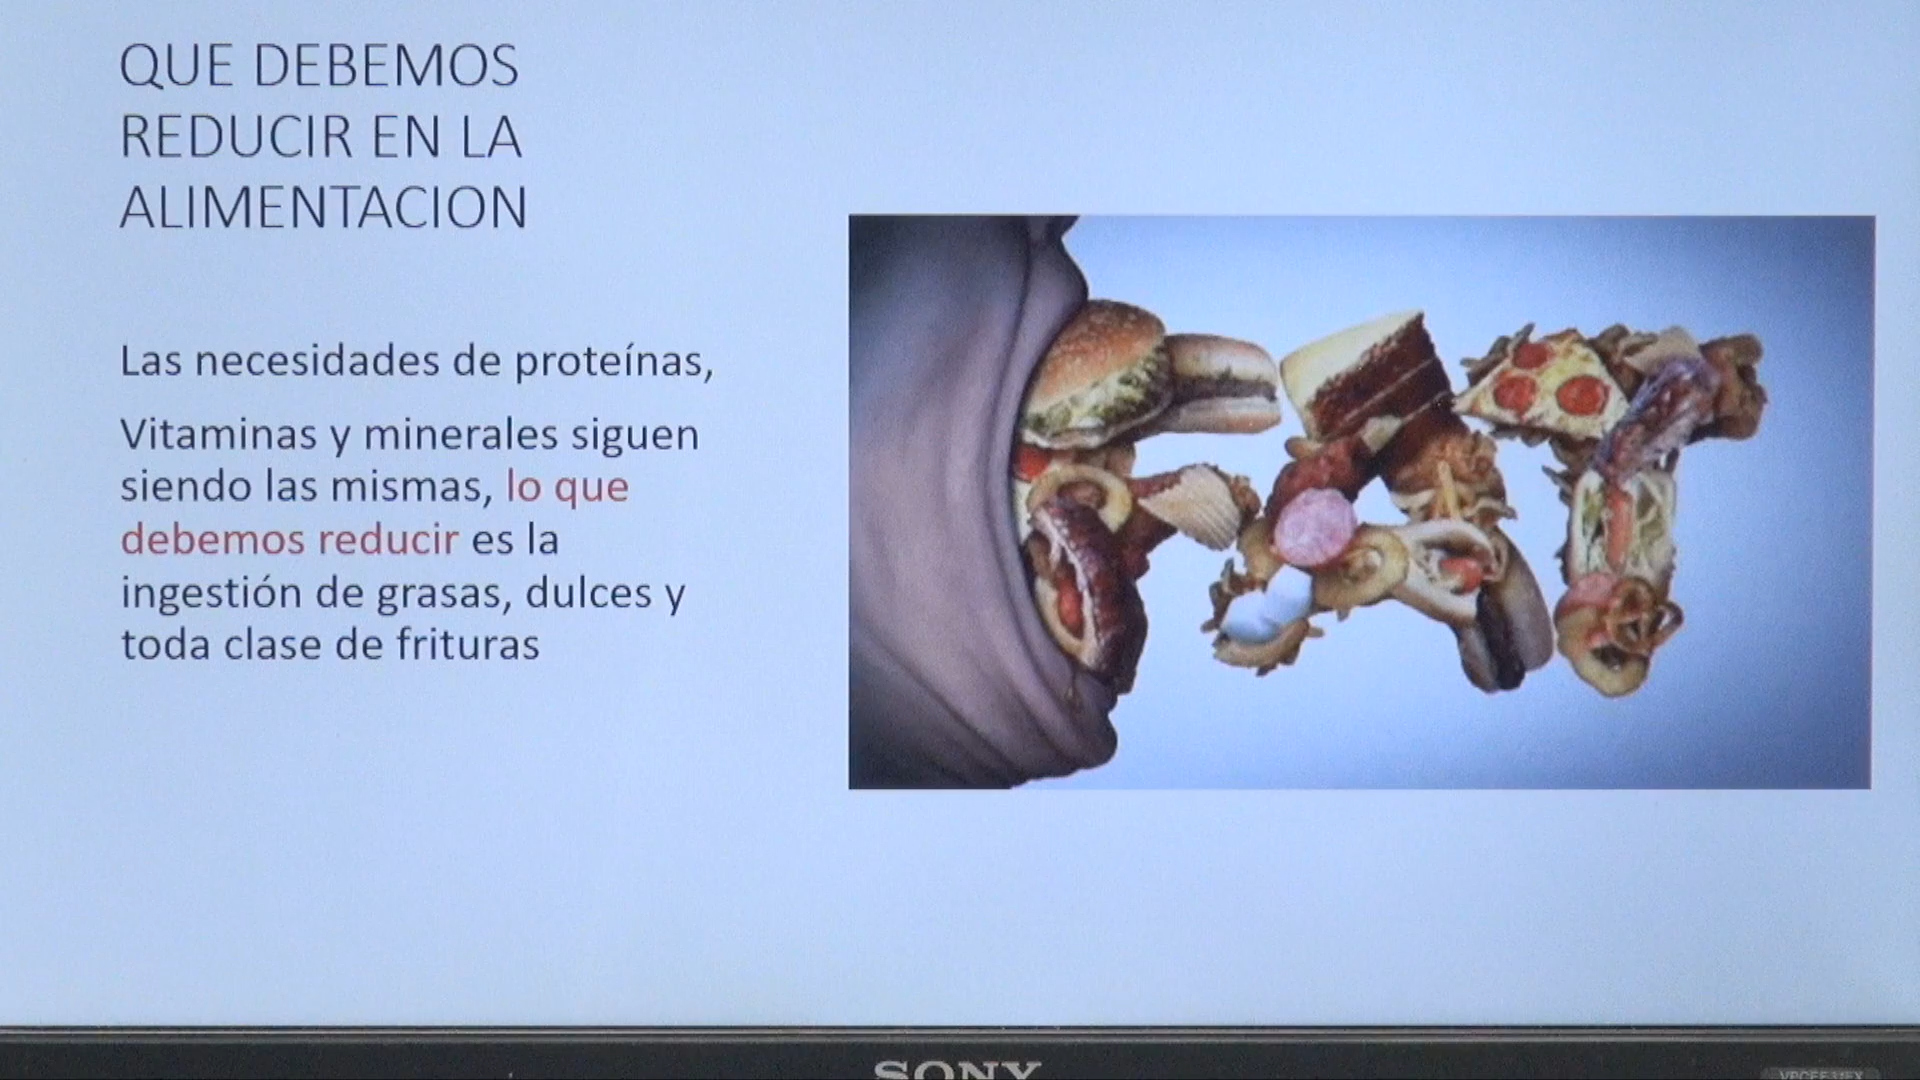 QUE DEBEMOS
REDUCIR EN LA
ALIMENTACION
Las necesidades de proteínas,
Vitaminas y minerales siguen
siendo las mismas, lo que
debemos reducir es la
ingestión de grasas, dulces y
toda clase de frituras
FAT
SONY